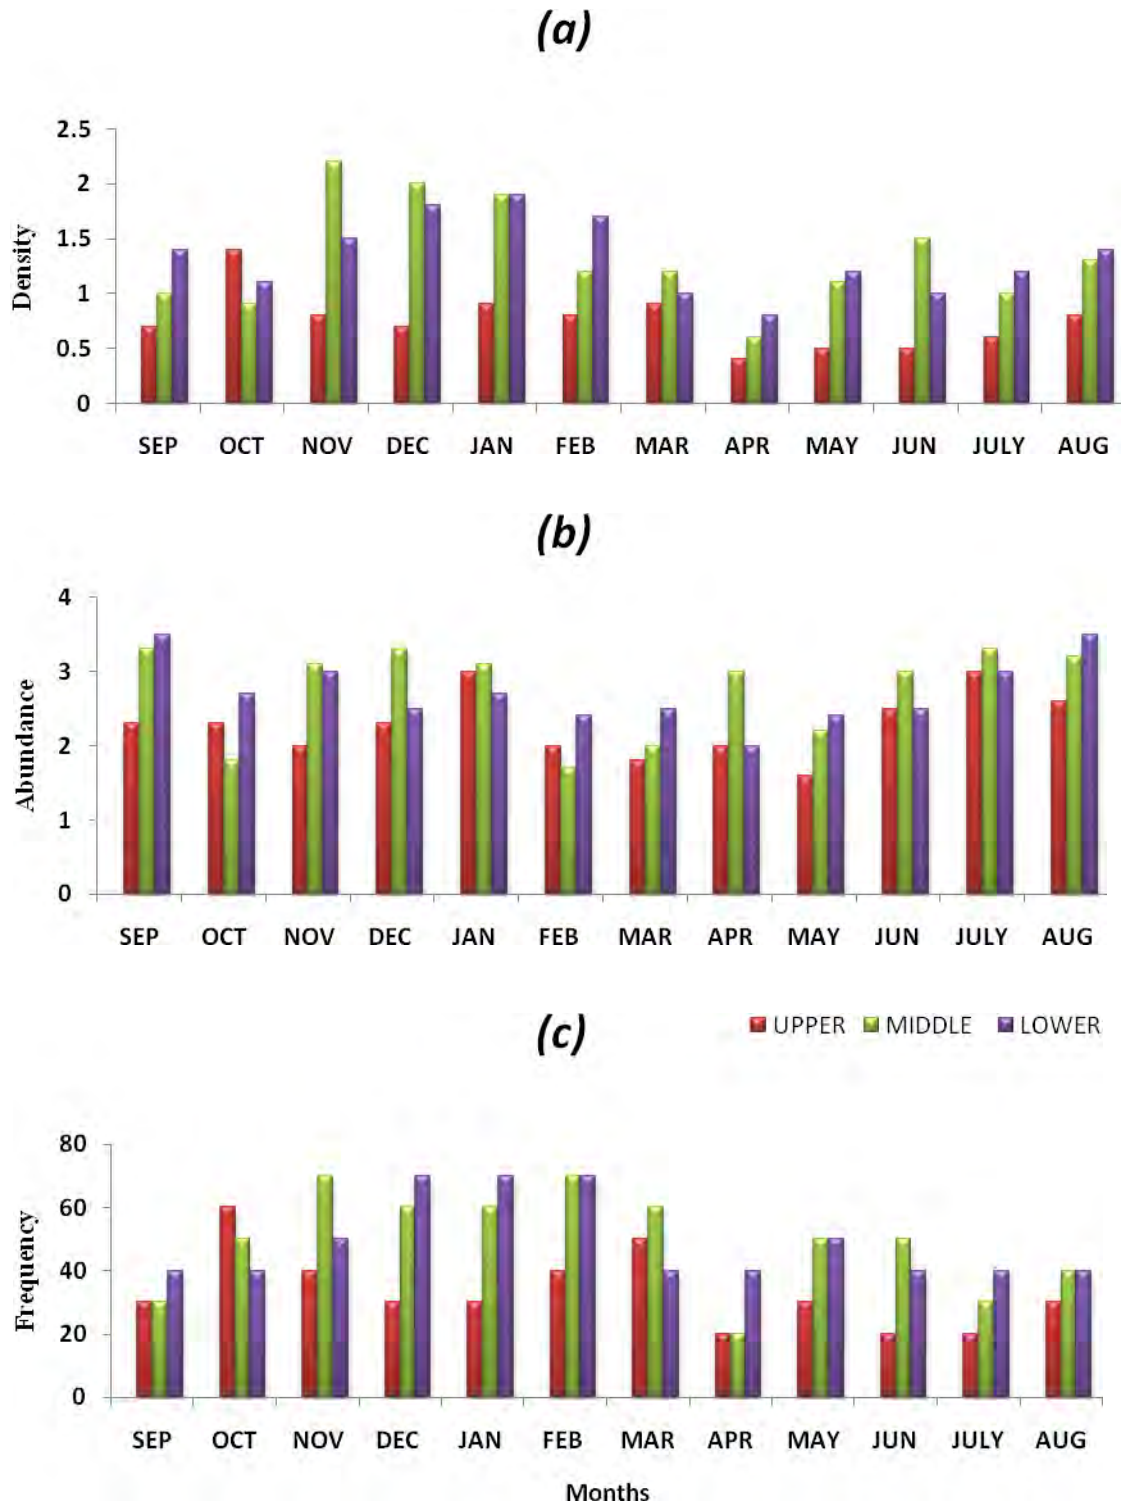 (a)
2.5
2
1.5
1
0.5
0
Density
SEP OCT NOV DEC JAN FEB MAR APR MAY JUN JULY AUG
(b)
4
3
2
1
0
Abundance
SEP OCT NOV DEC JAN FEB MAR APR MAY JUN JULY AUG
(c)
UPPER MIDDLE LOWER
80
60
40
20
0
Frequency
SEP OCT NOV DEC JAN FEB MAR APR MAY JUN JULY AUG
Months